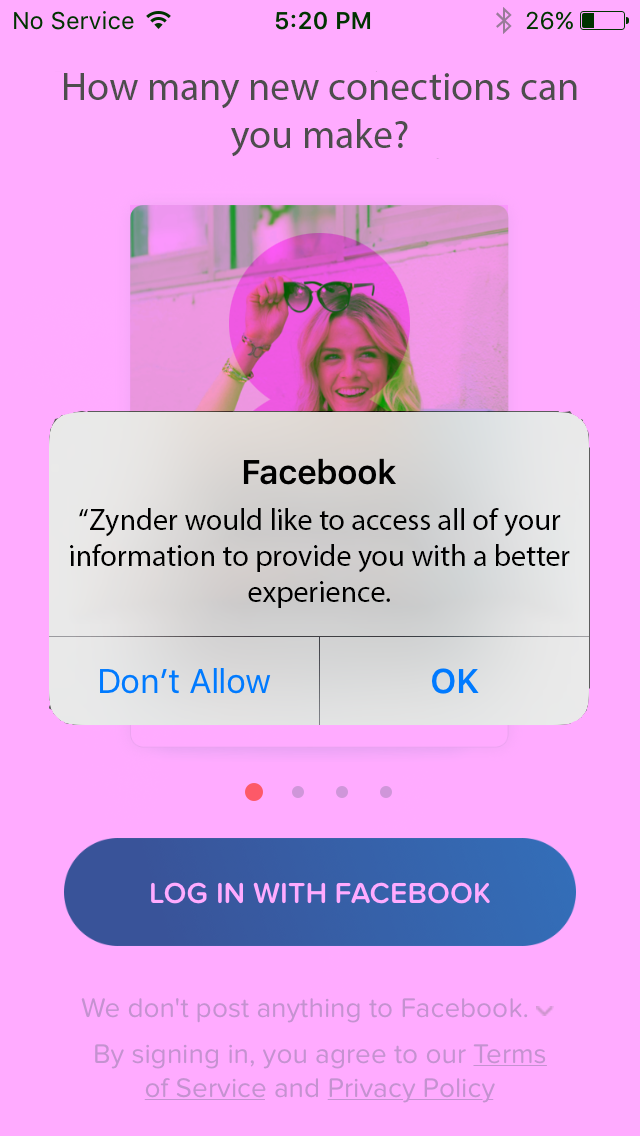 No Service 5:20 PM 26%
How many new conections can
you make?
Facebook
“Zynder would like to access all of your
information to provide you with a better
experience.
Don’t Allow OK
LOG IN WITH FACEBOOK
We don't post anything to Facebook.
By signing in, you agree to our Terms
of Service and Privacy Policy